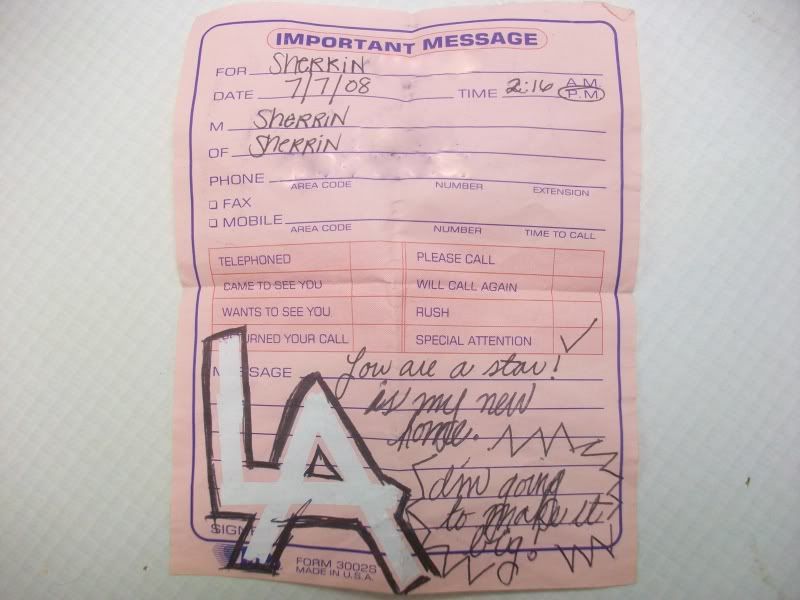 IMPORTANT MESSAGE
FOR SHERRIN
DATE 7/7/08 TIME 2:16 A.M. P.M.
M SHERRIN
OF SHERRIN
PHONE
AREA CODE NUMBER EXTENSION
FAX
MOBILE
AREA CODE NUMBER TIME TO CALL
TELEPHONED PLEASE CALL
CAME TO SEE YOU WILL CALL AGAIN
WANTS TO SEE YOU RUSH
URNED YOUR CALL SPECIAL ATTENTION
MESSAGE You are a star!
LA is my new
home.
I'm going
to make it
big.
SIGN
FORM 3002S
MADE IN U.S.A.